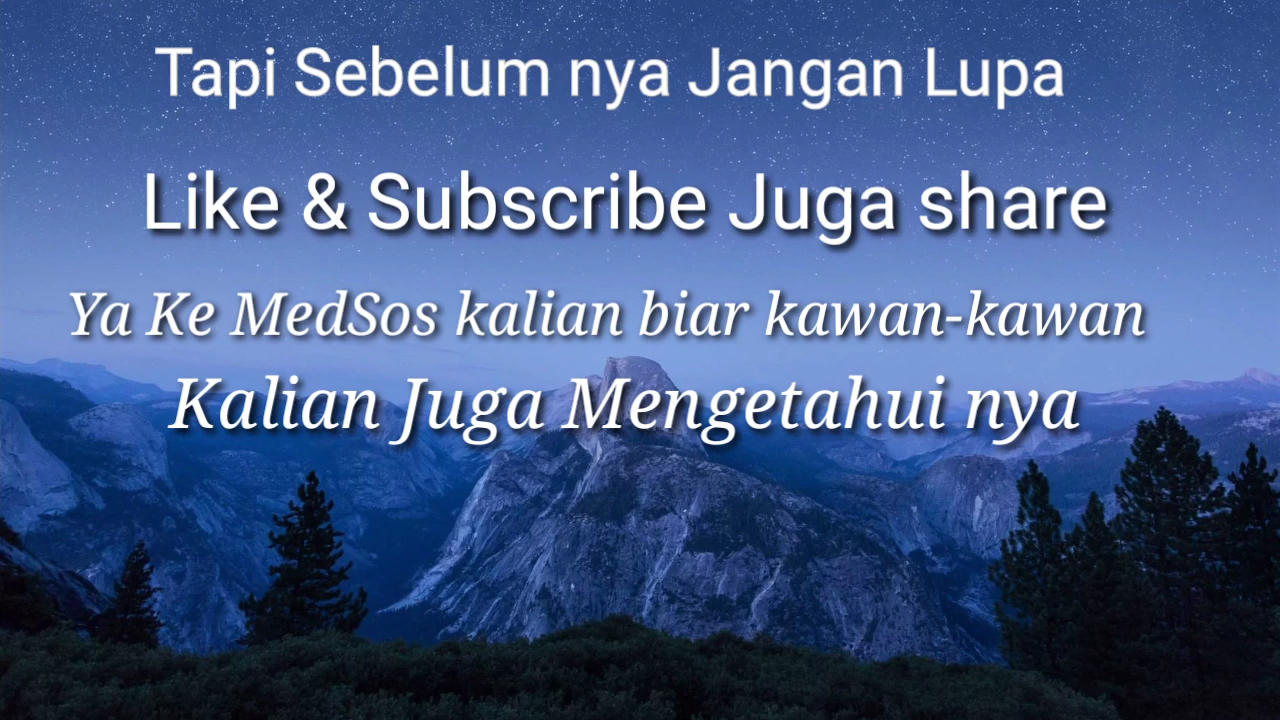 Tapi Sebelum nya Jangan Lupa
Like & Subscribe Juga share
Ya Ke MedSos kalian biar kawan-kawan
Kalian Juga Mengetahui nya